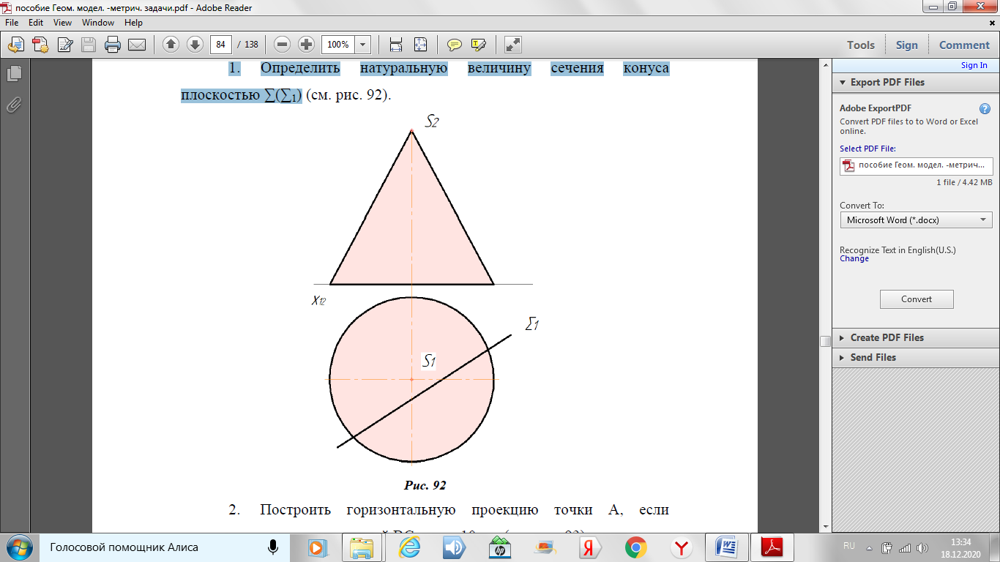 пособие Геом. модел. -метрич. задачи.pdf - Adobe Reader
File Edit View Window Help
84 / 138 100% Tools Sign Comment
Sign In
Export PDF Files
Adobe ExportPDF
Convert PDF files to to Word or Excel
online.
Select PDF File:
пособие Геом. модел. -метрич...
1 file / 4.42 MB
Convert To:
Microsoft Word (*.docx)
Recognize Text in English(U.S.)
Change
Convert
Create PDF Files
Send Files
1. Определить натуральную величину сечения конуса
плоскостью ∑(∑1) (см. рис. 92).
S2
X12
Σ1
S1
Рис. 92
2. Построить горизонтальную проекцию точки А, если
Голосовой помощник Алиса
RU
13:34
18.12.2020